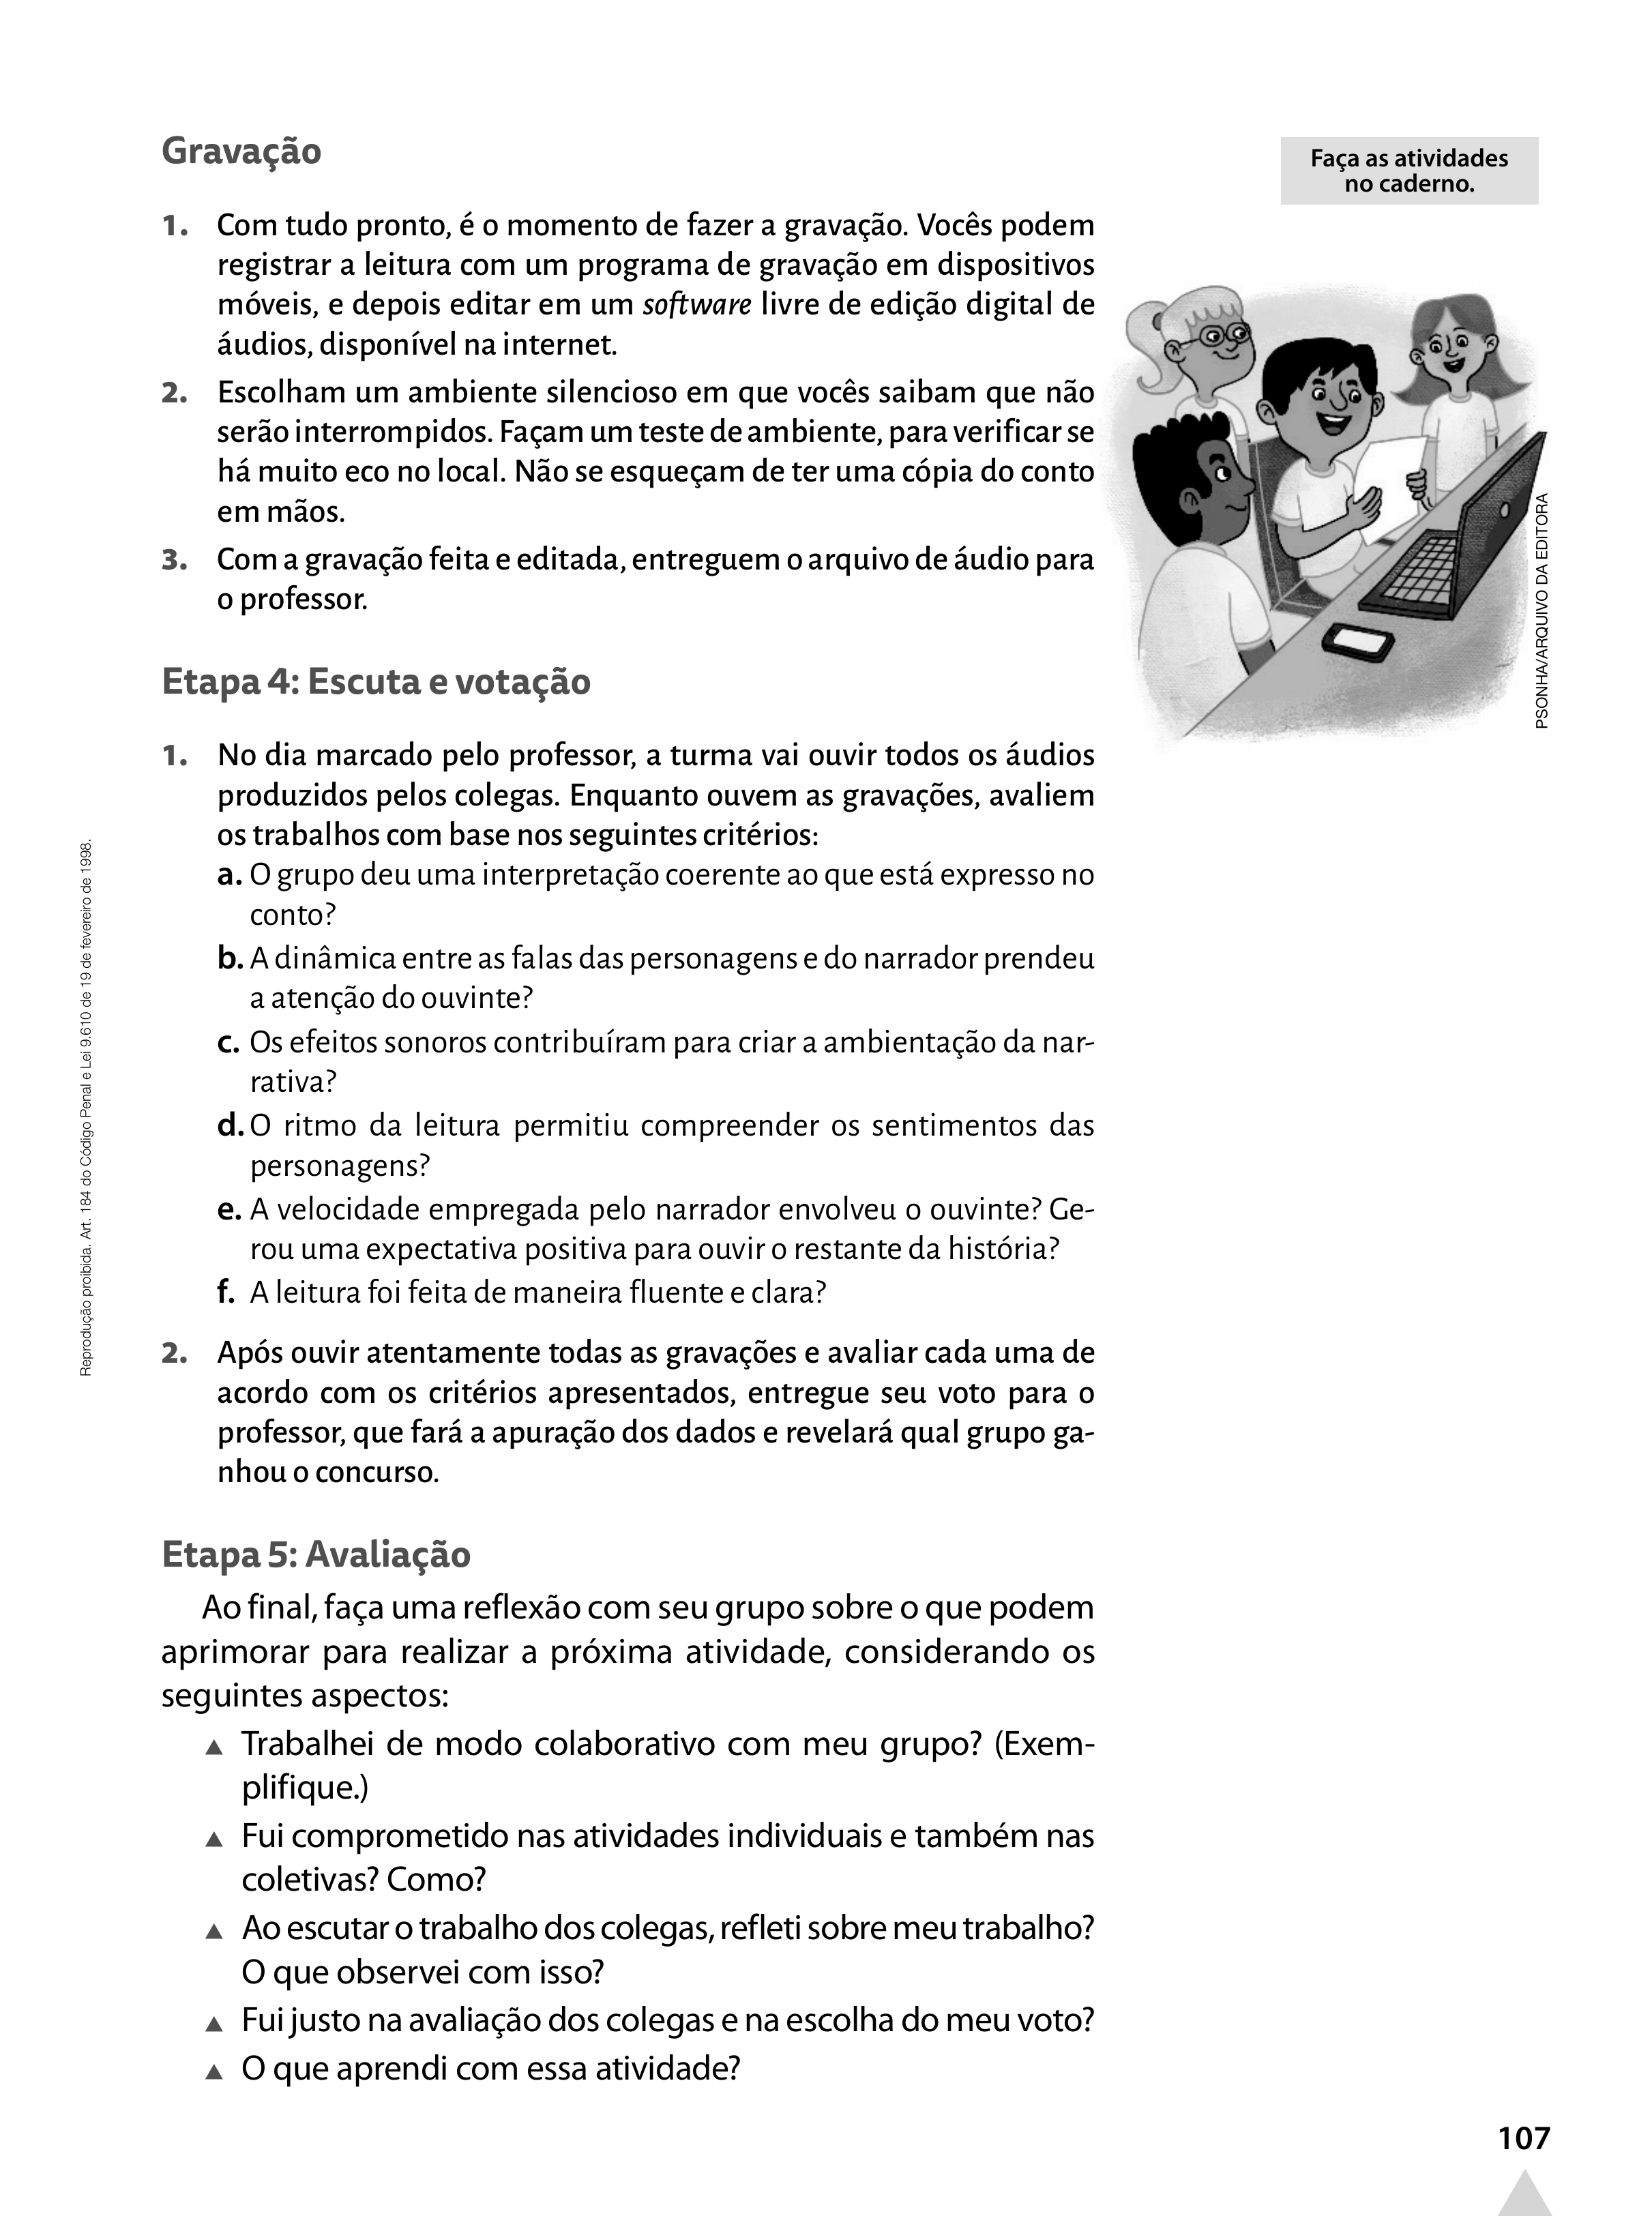 Gravação
Faça as atividades
no caderno.
1. Com tudo pronto, é o momento de fazer a gravação. Vocês podem
registrar a leitura com um programa de gravação em dispositivos
móveis, e depois editar em um software livre de edição digital de
áudios, disponível na internet.
2. Escolham um ambiente silencioso em que vocês saibam que não
serão interrompidos. Façam um teste de ambiente, para verificar se
há muito eco no local. Não se esqueçam de ter uma cópia do conto
em mãos.
3. Com a gravação feita e editada, entreguem o arquivo de áudio para
o professor.
PSONHA/ARQUIVO DA EDITORA
Etapa 4: Escuta e votação
1. No dia marcado pelo professor, a turma vai ouvir todos os áudios
produzidos pelos colegas. Enquanto ouvem as gravações, avaliem
os trabalhos com base nos seguintes critérios:
a. O grupo deu uma interpretação coerente ao que está expresso no
conto?
b. A dinâmica entre as falas das personagens e do narrador prendeu
a atenção do ouvinte?
c. Os efeitos sonoros contribuíram para criar a ambientação da nar-
rativa?
d. O ritmo da leitura permitiu compreender os sentimentos das
personagens?
e. A velocidade empregada pelo narrador envolveu o ouvinte? Ge-
rou uma expectativa positiva para ouvir o restante da história?
f. A leitura foi feita de maneira fluente e clara?
2. Após ouvir atentamente todas as gravações e avaliar cada uma de
acordo com os critérios apresentados, entregue seu voto para o
professor, que fará a apuração dos dados e revelará qual grupo ga-
nhou o concurso.
Etapa 5: Avaliação
Ao final, faça uma reflexão com seu grupo sobre o que podem
aprimorar para realizar a próxima atividade, considerando os
seguintes aspectos:
▲ Trabalhei de modo colaborativo com meu grupo? (Exem-
plifique.)
▲ Fui comprometido nas atividades individuais e também nas
coletivas? Como?
▲ Ao escutar o trabalho dos colegas, refleti sobre meu trabalho?
O que observei com isso?
▲ Fui justo na avaliação dos colegas e na escolha do meu voto?
▲ O que aprendi com essa atividade?
Reprodução proibida. Art. 184 do Código Penal e Lei 9.610 de 19 de fevereiro de 1998.
107